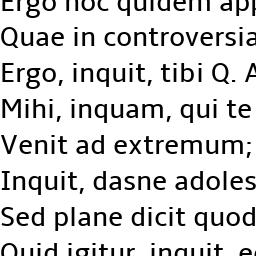 Ergo hoc quidem app
Quae in controversia
Ergo, inquit, tibi Q. A
Mihi, inquam, qui te
Venit ad extremum;
Inquit, dasne adoles
Sed plane dicit quod
Quid igitur, inquit, e